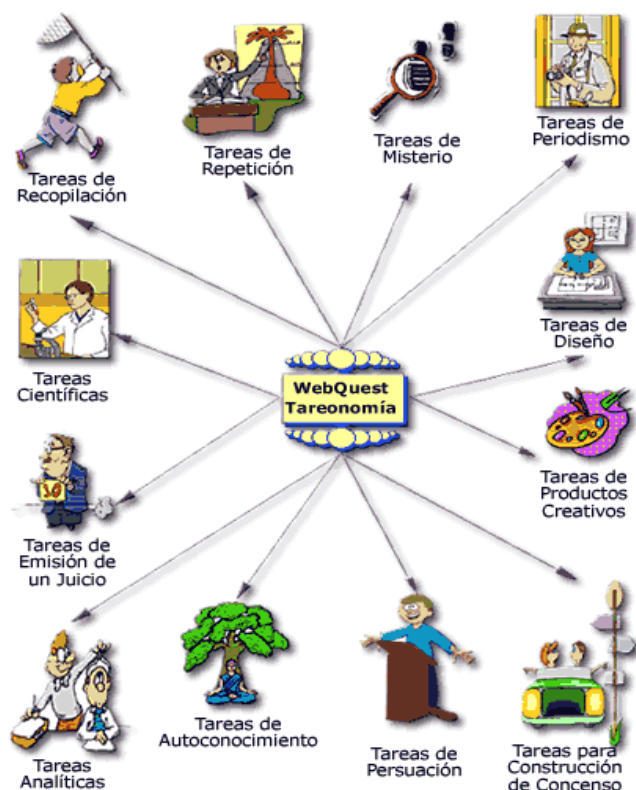 Tareas de
Recopilación
Tareas de
Repetición
Tareas de
Misterio
Tareas de
Periodismo
Tareas
Científicas
WebQuest
Tareonomía
Tareas de
Diseño
Tareas de
Productos
Creativos
10
Tareas de
Emisión de
un Juicio
Tareas
Analíticas
Tareas de
Autoconocimiento
Tareas de
Persuación
Tareas para
Construcción
de Concenso